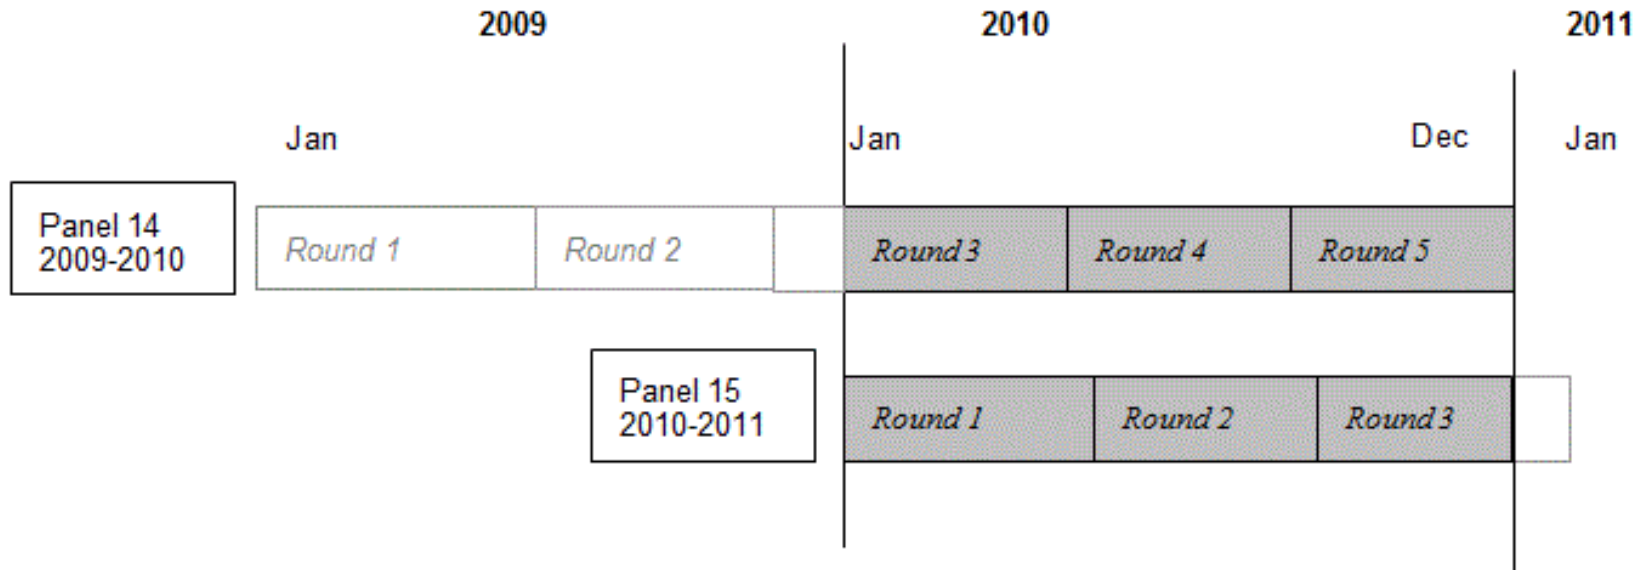 2009 2010 2011
Jan Jan Dec Jan
Panel 14
2009-2010
Round 1 Round 2 Round 3 Round 4 Round 5
Panel 15
2010-2011
Round 1 Round 2 Round 3